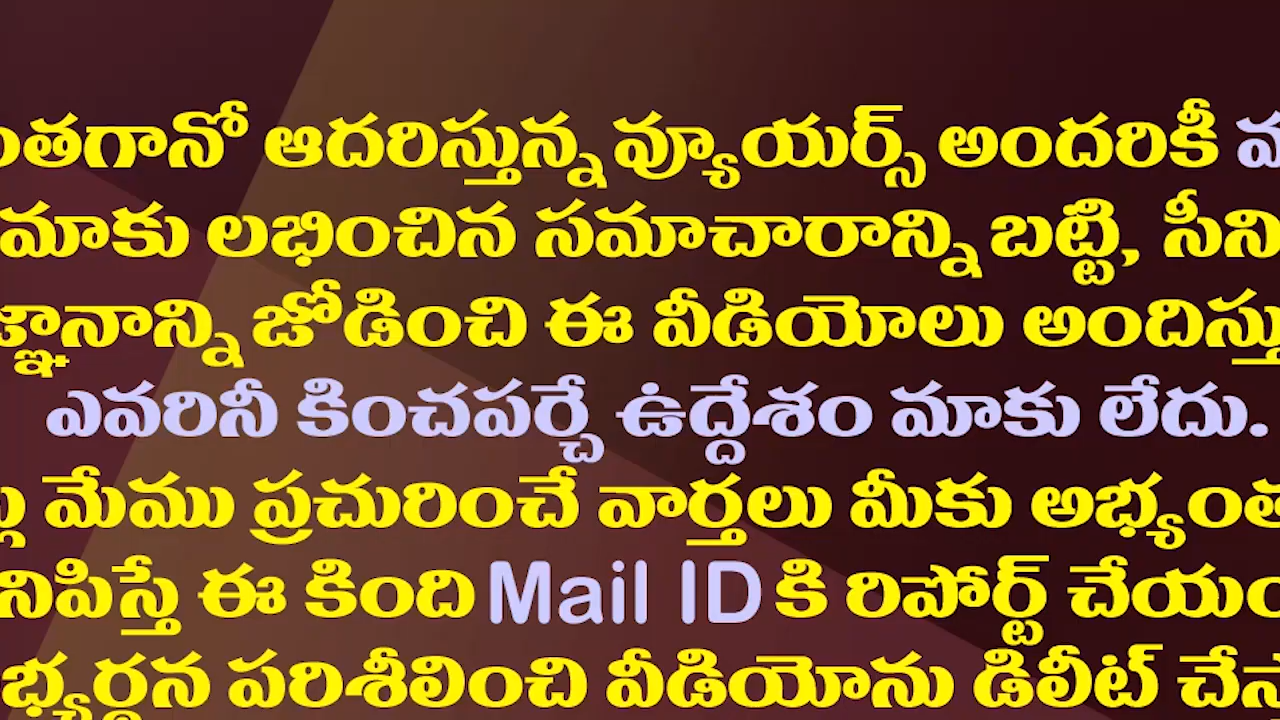 ంతగానో ఆదరిస్తున్న వ్యూయర్స్ అందరికీ
మాకు లభించిన సమాచారాన్ని బట్టి, సీని
జ్ఞానాన్ని జోడించి ఈ వీడియోలు అందిస్తు
ఎవరినీ కించపర్చే ఉద్దేశం మాకు లేదు.
మేము ప్రచురించే వార్తలు మీకు అభ్యంత
నిపిస్తే ఈ కింది Mail ID కి రిపోర్ట్ చేయం
భ్యర్థన పరిశీలించి వీడియోను డిలీట్ చేస